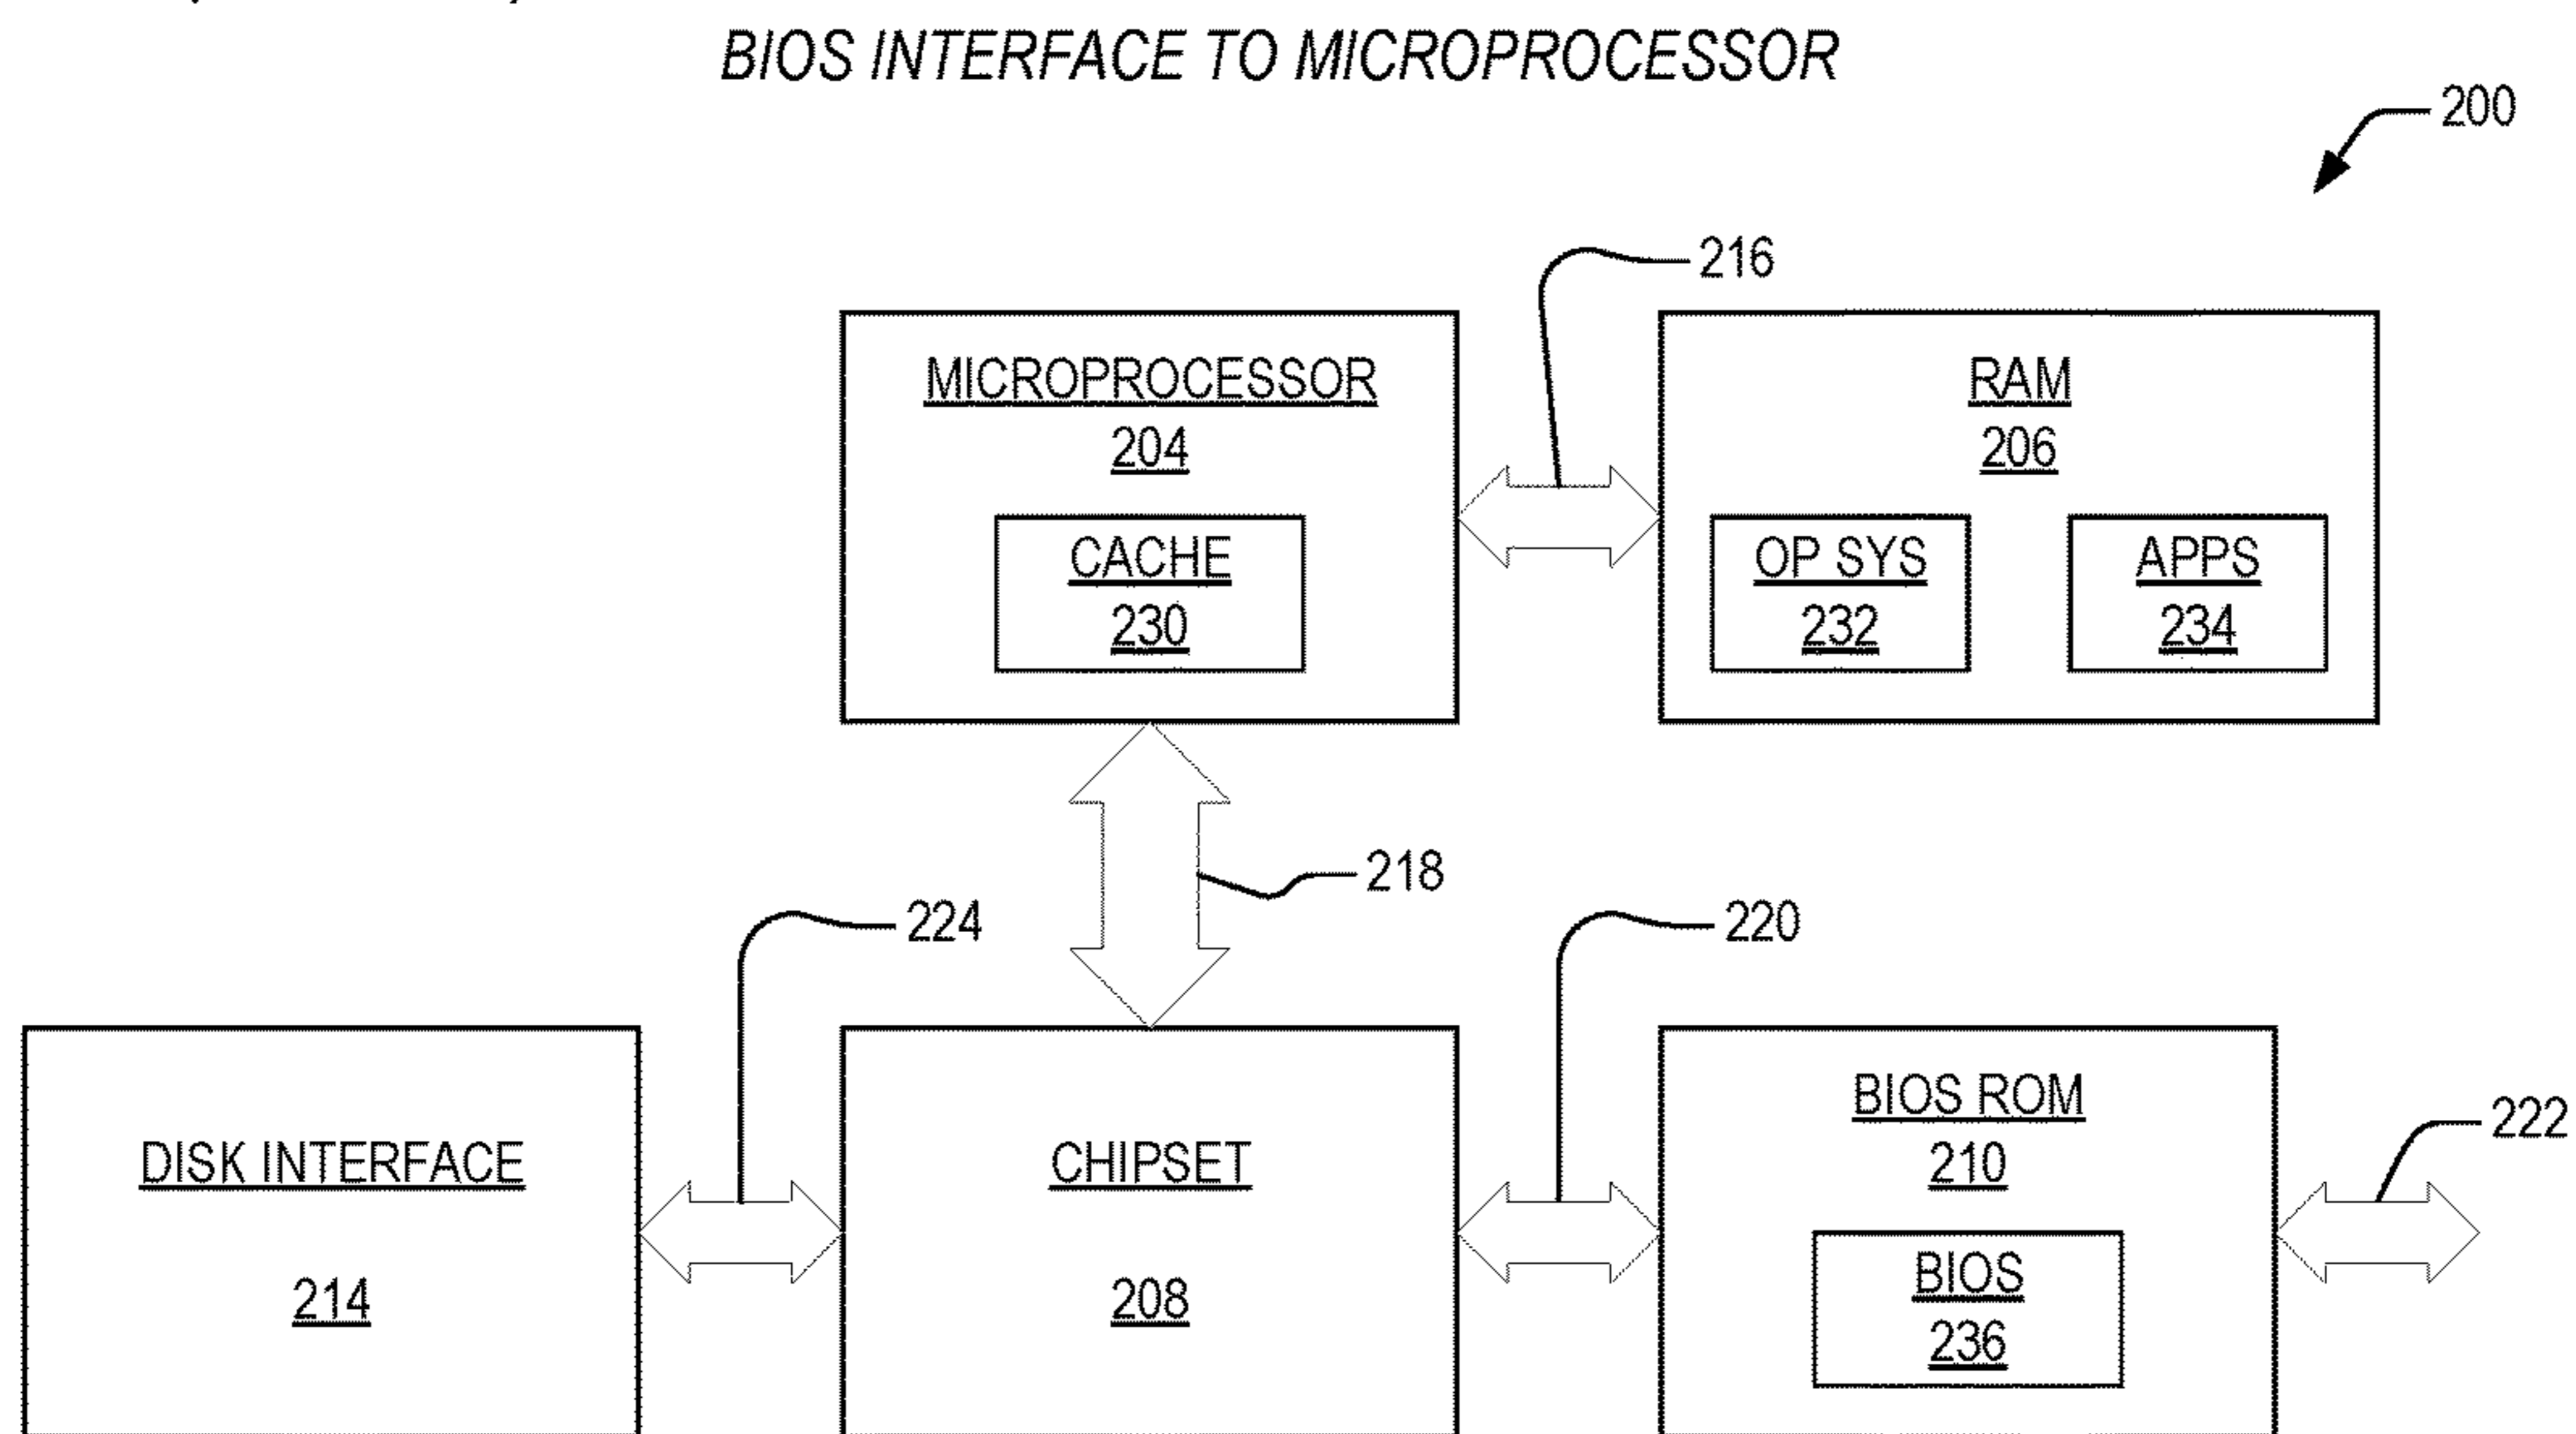 BIOS INTERFACE TO MICROPROCESSOR
200
216
MICROPROCESSOR
204
CACHE
230
RAM
206
OP SYS
232
APPS
234
218
224
220
DISK INTERFACE
214
CHIPSET
208
BIOS ROM
210
BIOS
236
222